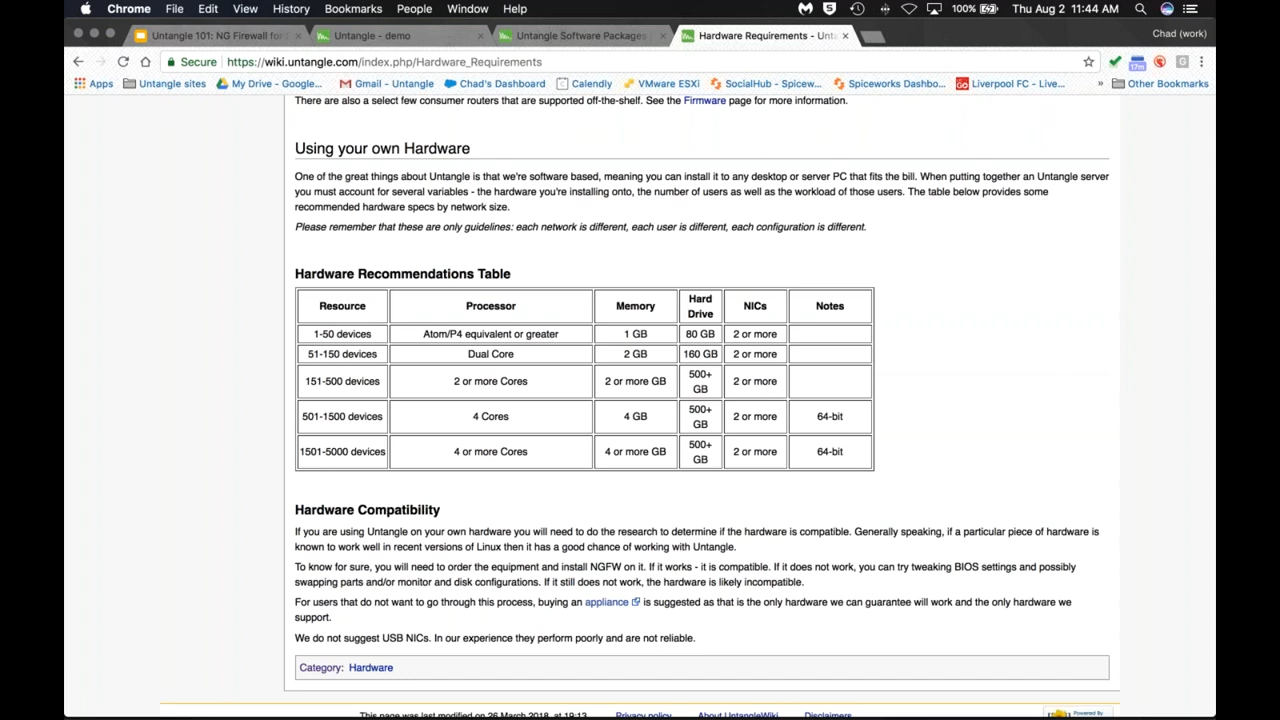 Chrome File Edit View History Bookmarks People Window Help 100% Thu Aug 2 11:44 AM
Untangle 101: NG Firewall for Untangle - demo Untangle Software Packages Hardware Requirements - Unta Chad (work)
Secure https://wiki.untangle.com/index.php/Hardware_Requirements 17m
Apps Untangle sites My Drive - Google... Gmail - Untangle Chad's Dashboard Calendly VMware ESXi SocialHub - Spicew... Spiceworks Dashbo... Liverpool FC - Live... » Other Bookmarks
There are also a select few consumer routers that are supported off-the-shelf. See the Firmware page for more information.
Using your own Hardware
One of the great things about Untangle is that we're software based, meaning you can install it to any desktop or server PC that fits the bill. When putting together an Untangle server
you must account for several variables - the hardware you're installing onto, the number of users as well as the workload of those users. The table below provides some
recommended hardware specs by network size.
Please remember that these are only guidelines: each network is different, each user is different, each configuration is different.
Hardware Recommendations Table
Resource Processor Memory Hard Drive NICs Notes
1-50 devices Atom/P4 equivalent or greater 1 GB 80 GB 2 or more
51-150 devices Dual Core 2 GB 160 GB 2 or more
151-500 devices 2 or more Cores 2 or more GB 500+ GB 2 or more
501-1500 devices 4 Cores 4 GB 500+ GB 2 or more 64-bit
1501-5000 devices 4 or more Cores 4 or more GB 500+ GB 2 or more 64-bit
Hardware Compatibility
If you are using Untangle on your own hardware you will need to do the research to determine if the hardware is compatible. Generally speaking, if a particular piece of hardware is
known to work well in recent versions of Linux then it has a good chance of working with Untangle.
To know for sure, you will need to order the equipment and install NGFW on it. If it works - it is compatible. If it does not work, you can try tweaking BIOS settings and possibly
swapping parts and/or monitor and disk configurations. If it still does not work, the hardware is likely incompatible.
For users that do not want to go through this process, buying an appliance is suggested as that is the only hardware we can guarantee will work and the only hardware we
support.
We do not suggest USB NICs. In our experience they perform poorly and are not reliable.
Category: Hardware
This page was last modified on 26 March 2018, at 19:13. Privacy policy About UntangleWiki Disclaimers Powered By